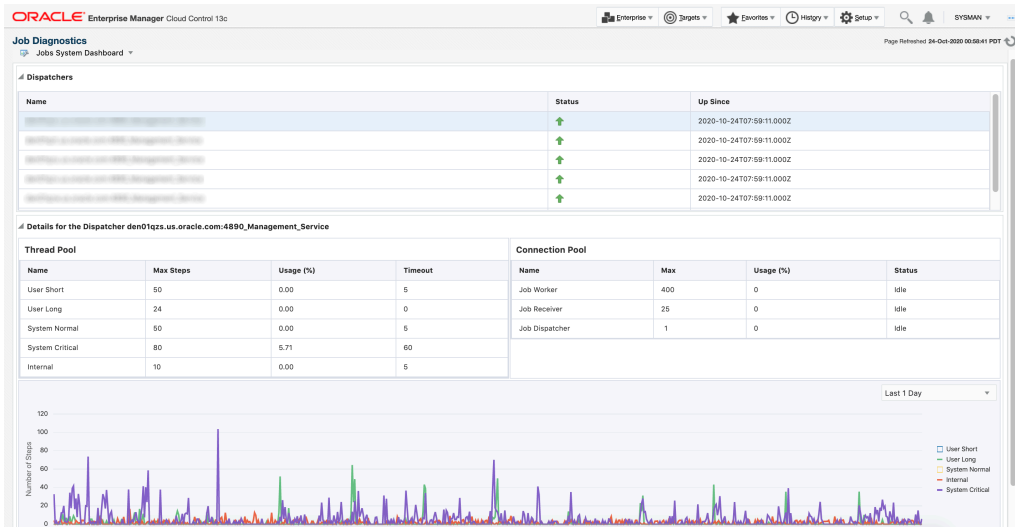 ORACLE Enterprise Manager Cloud Control 13c
Enterprise Targets Favorites History Setup SYSMAN
Job Diagnostics
Page Refreshed 24-Oct-2020 00:58:41 PDT
Jobs System Dashboard
Dispatchers
Name Status Up Since
2020-10-24T07:59:11.000Z
2020-10-24T07:59:11.000Z
2020-10-24T07:59:11.000Z
2020-10-24T07:59:11.000Z
2020-10-24T07:59:11.000Z
Details for the Dispatcher den01qzs.us.oracle.com:4890_Management_Service
Thread Pool
Name Max Steps Usage (%) Timeout
User Short 50 0.00 5
User Long 24 0.00 0
System Normal 50 0.00 5
System Critical 80 5.71 60
Internal 10 0.00 5
Connection Pool
Name Max Usage (%) Status
Job Worker 400 0 Idle
Job Receiver 25 0 Idle
Job Dispatcher 1 0 Idle
Last 1 Day
Number of Steps
120
100
80
60
40
20
0
User Short
User Long
System Normal
Internal
System Critical